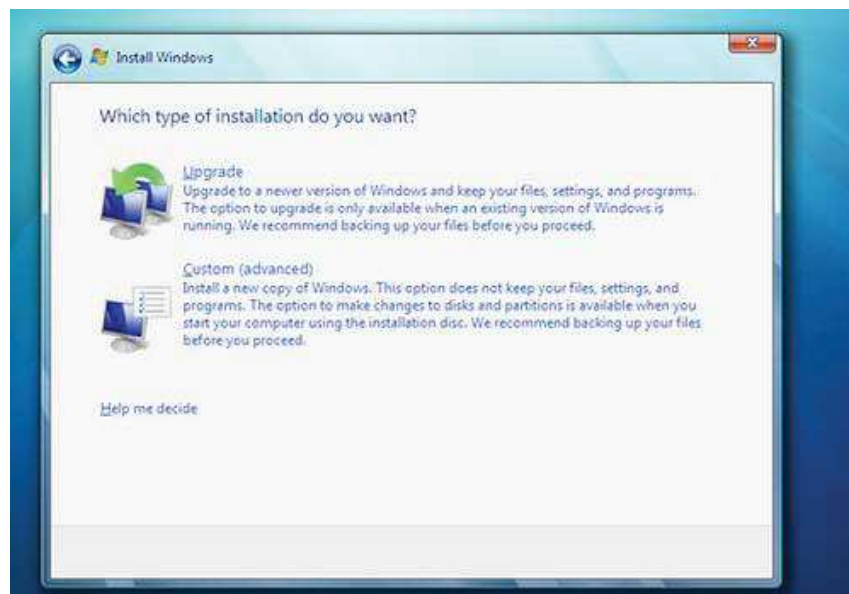 Install Windows
Which type of installation do you want?
Upgrade
Upgrade to a newer version of Windows and keep your files, settings, and programs.
The option to upgrade is only available when an existing version of Windows is
running. We recommend backing up your files before you proceed.
Custom (advanced)
Install a new copy of Windows. This option does not keep your files, settings, and
programs. The option to make changes to disks and partitions is available when you
start your computer using the installation disc. We recommend backing up your files
before you proceed.
Help me decide